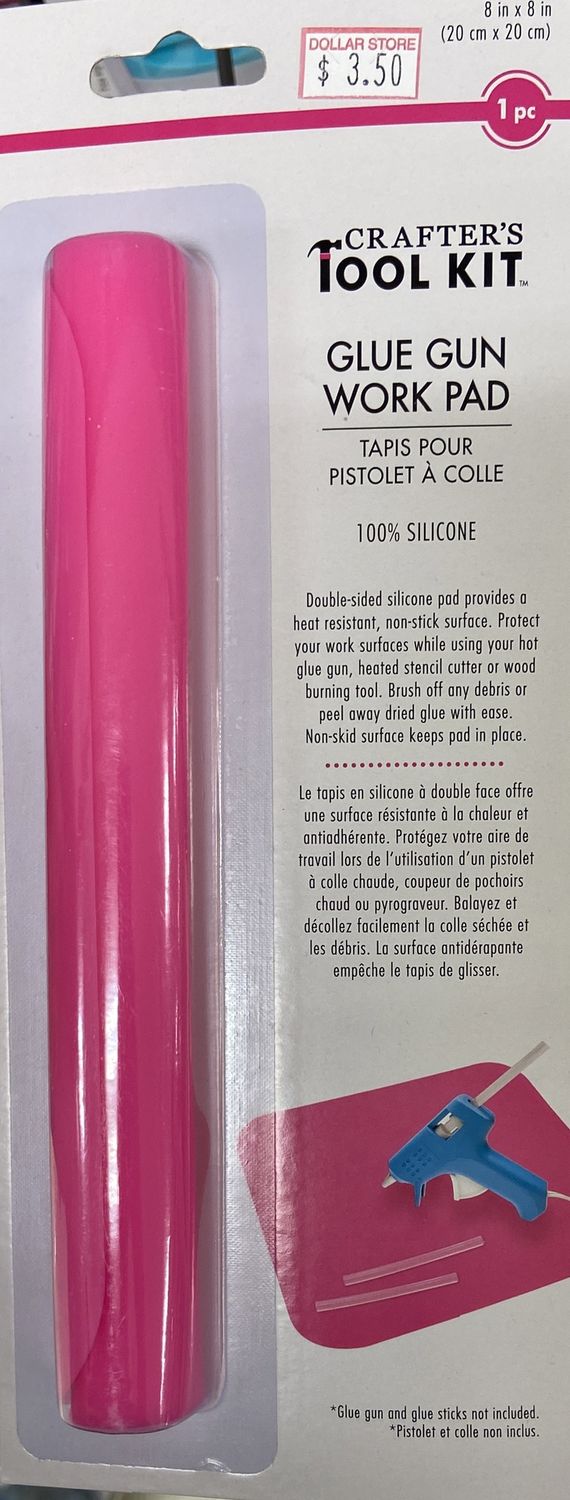 8 in x 8 in
(20 cm x 20 cm)
DOLLAR STORE
$ 3.50
1 pc
CRAFTER'S
TOOL KIT™
GLUE GUN
WORK PAD
TAPIS POUR
PISTOLET À COLLE
100% SILICONE
Double-sided silicone pad provides a
heat resistant, non-stick surface. Protect
your work surfaces while using your hot
glue gun, heated stencil cutter or wood
burning tool. Brush off any debris or
peel away dried glue with ease.
Non-skid surface keeps pad in place.
Le tapis en silicone à double face offre
une surface résistante à la chaleur et
antiadhérente. Protégez votre aire de
travail lors de l'utilisation d'un pistolet
à colle chaude, coupeur de pochoirs
chaud ou pyrograveur. Balayez et
décollez facilement la colle séchée et
les débris. La surface antidérapante
empêche le tapis de glisser.
*Glue gun and glue sticks not included.
*Pistolet et colle non inclus.